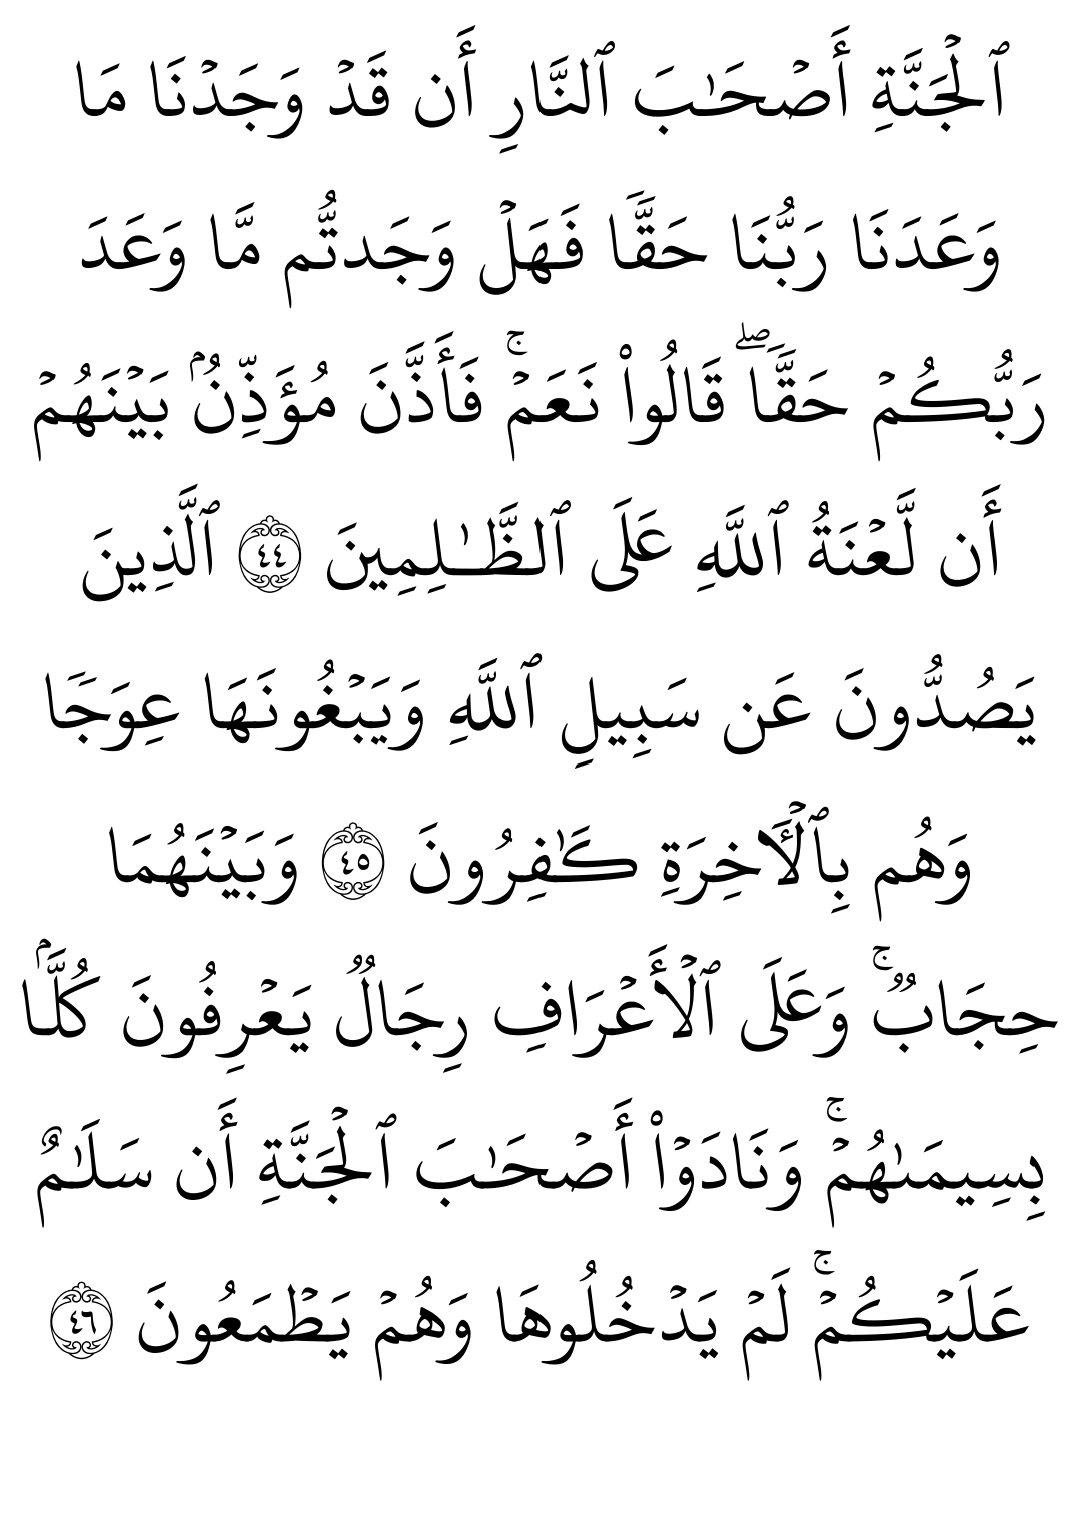 ٱلۡجَنَّةِ أَصۡحَٰبَ ٱلنَّارِ أَن قَدۡ وَجَدۡنَا مَا
وَعَدَنَا رَبُّنَا حَقّٗا فَهَلۡ وَجَدتُّم مَّا وَعَدَ
رَبُّكُمۡ حَقّٗاۖ قَالُواْ نَعَمۡۚ فَأَذَّنَ مُؤَذِّنُۢ بَيۡنَهُمۡ
أَن لَّعۡنَةُ ٱللَّهِ عَلَى ٱلظَّـٰلِمِينَ ٤٤ ٱلَّذِينَ
يَصُدُّونَ عَن سَبِيلِ ٱللَّهِ وَيَبۡغُونَهَا عِوَجٗا
وَهُم بِٱلۡأٓخِرَةِ كَٰفِرُونَ ٤٥ وَبَيۡنَهُمَا
حِجَابٞۚ وَعَلَى ٱلۡأَعۡرَافِ رِجَالٞ يَعۡرِفُونَ كُلَّۢا
بِسِيمَىٰهُمۡۚ وَنَادَوۡاْ أَصۡحَٰبَ ٱلۡجَنَّةِ أَن سَلَٰمٌ
عَلَيۡكُمۡۚ لَمۡ يَدۡخُلُوهَا وَهُمۡ يَطۡمَعُونَ ٤٦